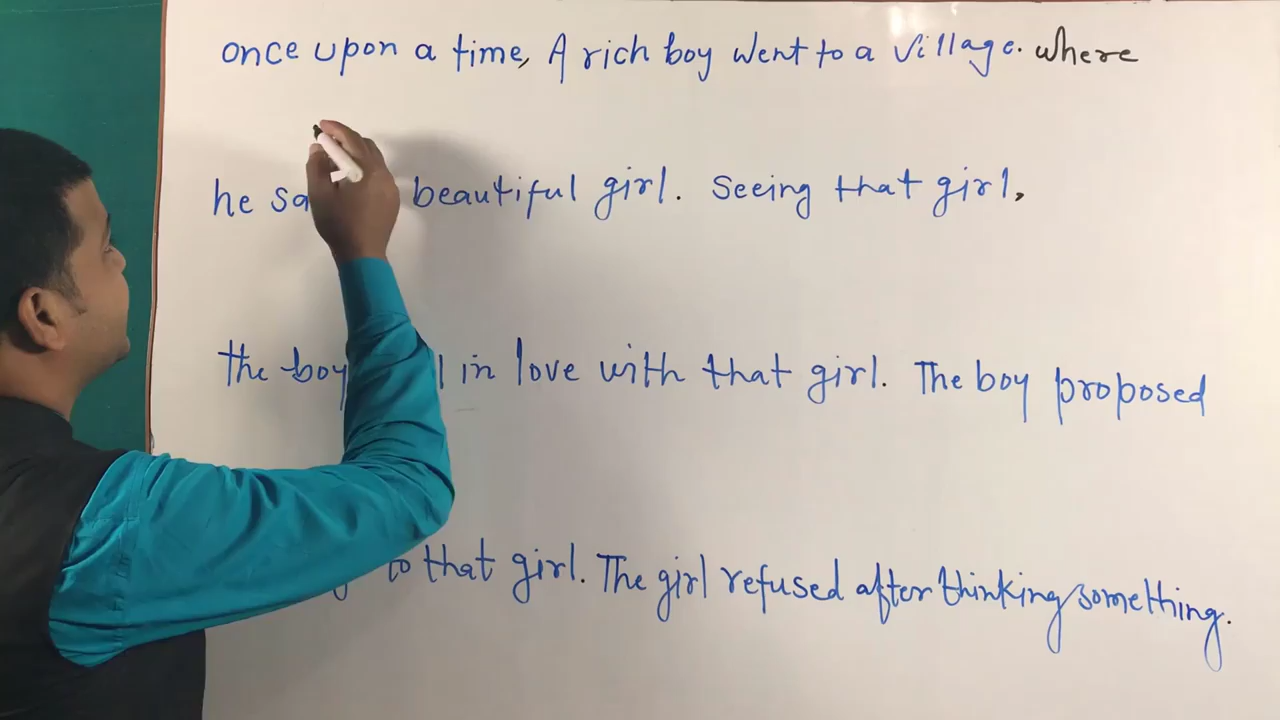 once upon a time, A rich boy went to a village. where
he beautiful girl. Seeing that girl,
the boy in love with that girl. The boy proposed
to that girl. The girl refused after thinking something.